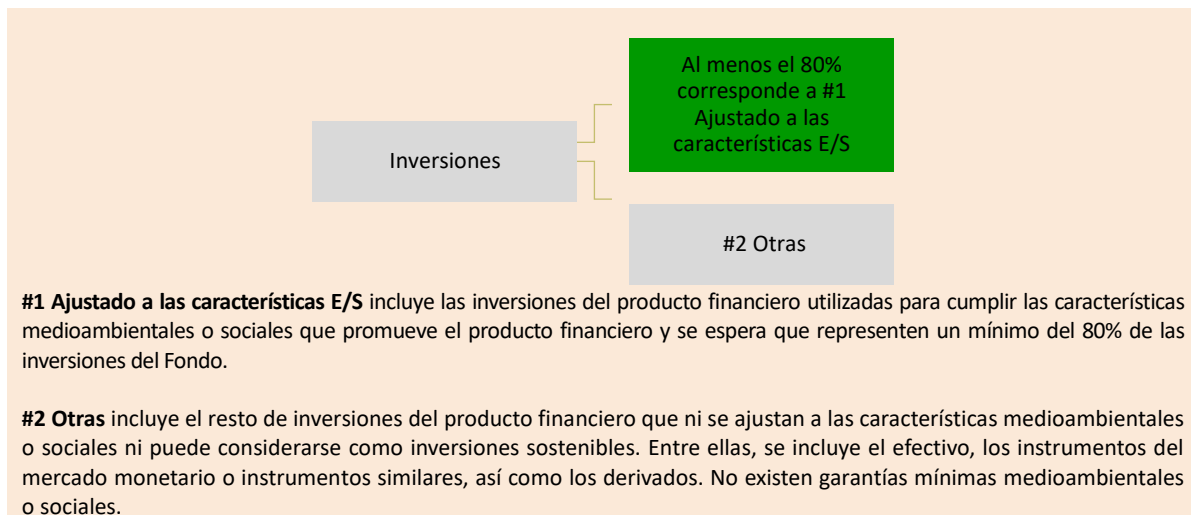 Al menos el 80%
corresponde a #1
Ajustado a las
características E/S
Inversiones
#2 Otras
#1 Ajustado a las características E/S incluye las inversiones del producto financiero utilizadas para cumplir las características
medioambientales o sociales que promueve el producto financiero y se espera que representen un mínimo del 80% de las
inversiones del Fondo.
#2 Otras incluye el resto de inversiones del producto financiero que ni se ajustan a las características medioambientales
o sociales ni puede considerarse como inversiones sostenibles. Entre ellas, se incluye el efectivo, los instrumentos del
mercado monetario o instrumentos similares, así como los derivados. No existen garantías mínimas medioambientales
o sociales.